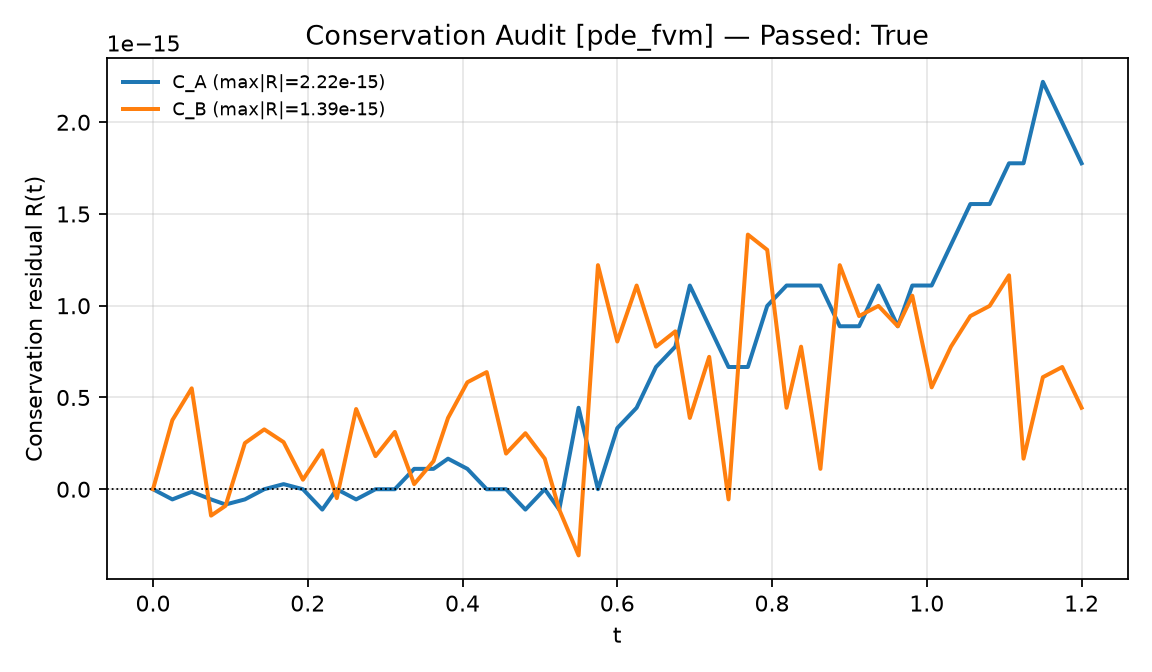 Conservation Audit [pde_fvm] — Passed: True
1e−15
C_A (max|R|=2.22e-15)
C_B (max|R|=1.39e-15)
Conservation residual R(t)
2.0
1.5
1.0
0.5
0.0
0.0 0.2 0.4 0.6 0.8 1.0 1.2
t